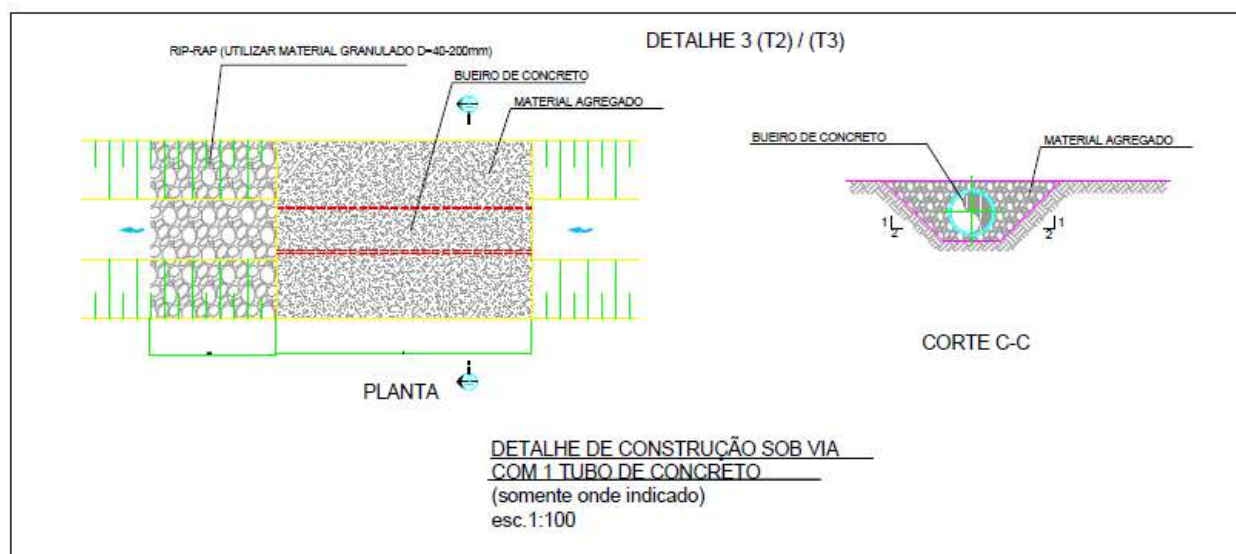 DETALHE 3 (T2) / (T3)
RIP-RAP (UTILIZAR MATERIAL GRANULADO D=40-200mm)
BUEIRO DE CONCRETO
MATERIAL AGREGADO
BUEIRO DE CONCRETO
MATERIAL AGREGADO
1
2
1
2
CORTE C-C
PLANTA
DETALHE DE CONSTRUÇÃO SOB VIA
COM 1 TUBO DE CONCRETO
(somente onde indicado)
esc.1:100